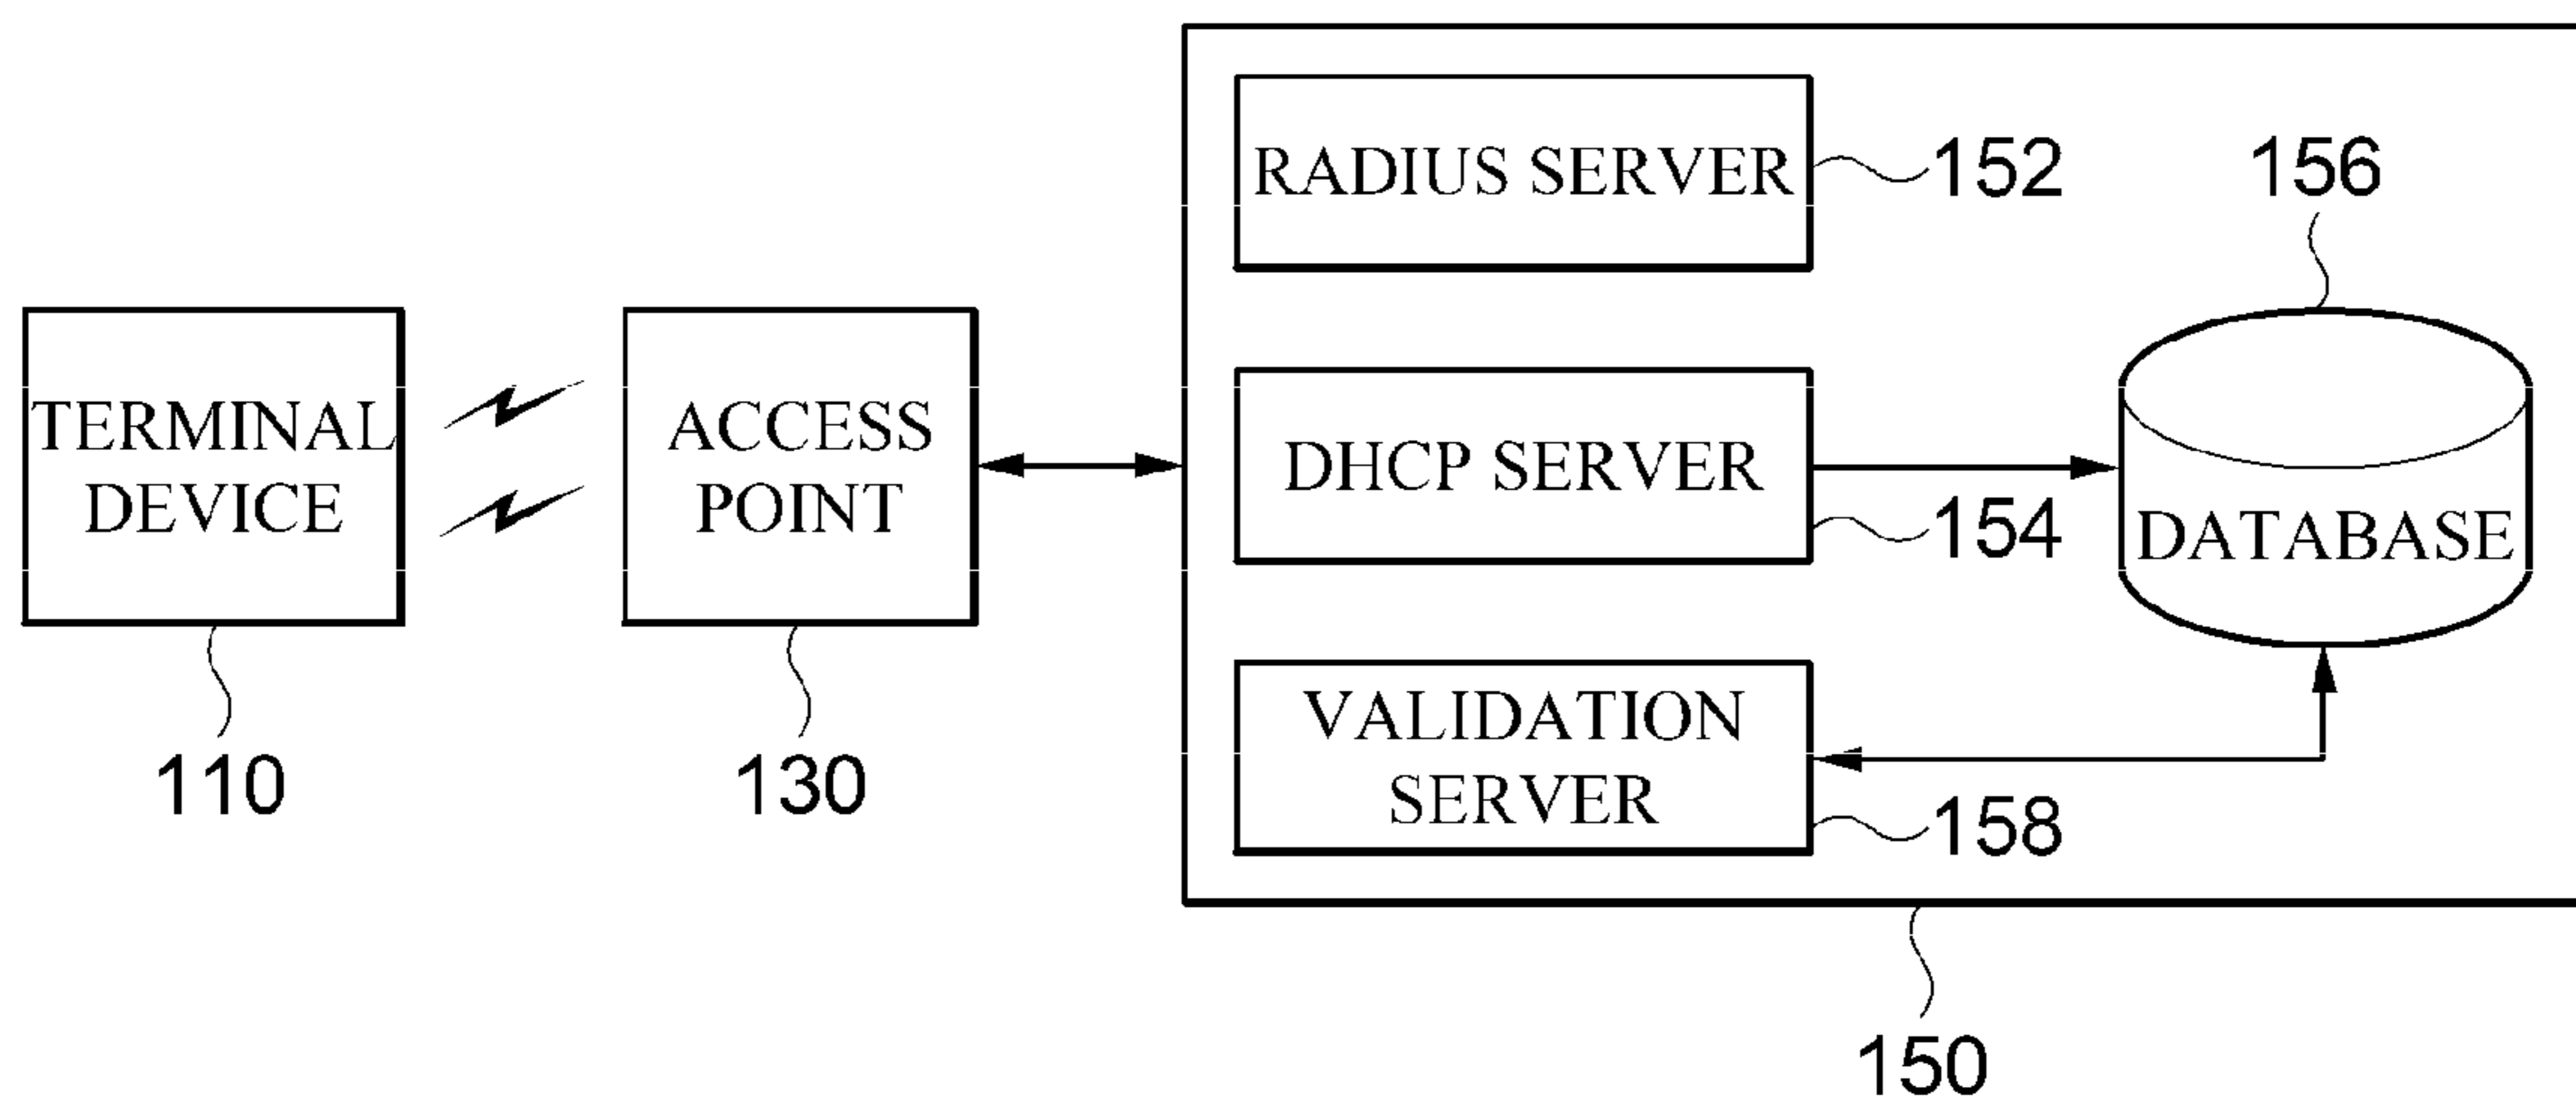 RADIUS SERVER
152
156
TERMINAL
DEVICE
ACCESS
POINT
DHCP SERVER
154
DATABASE
VALIDATION
SERVER
158
110
130
150